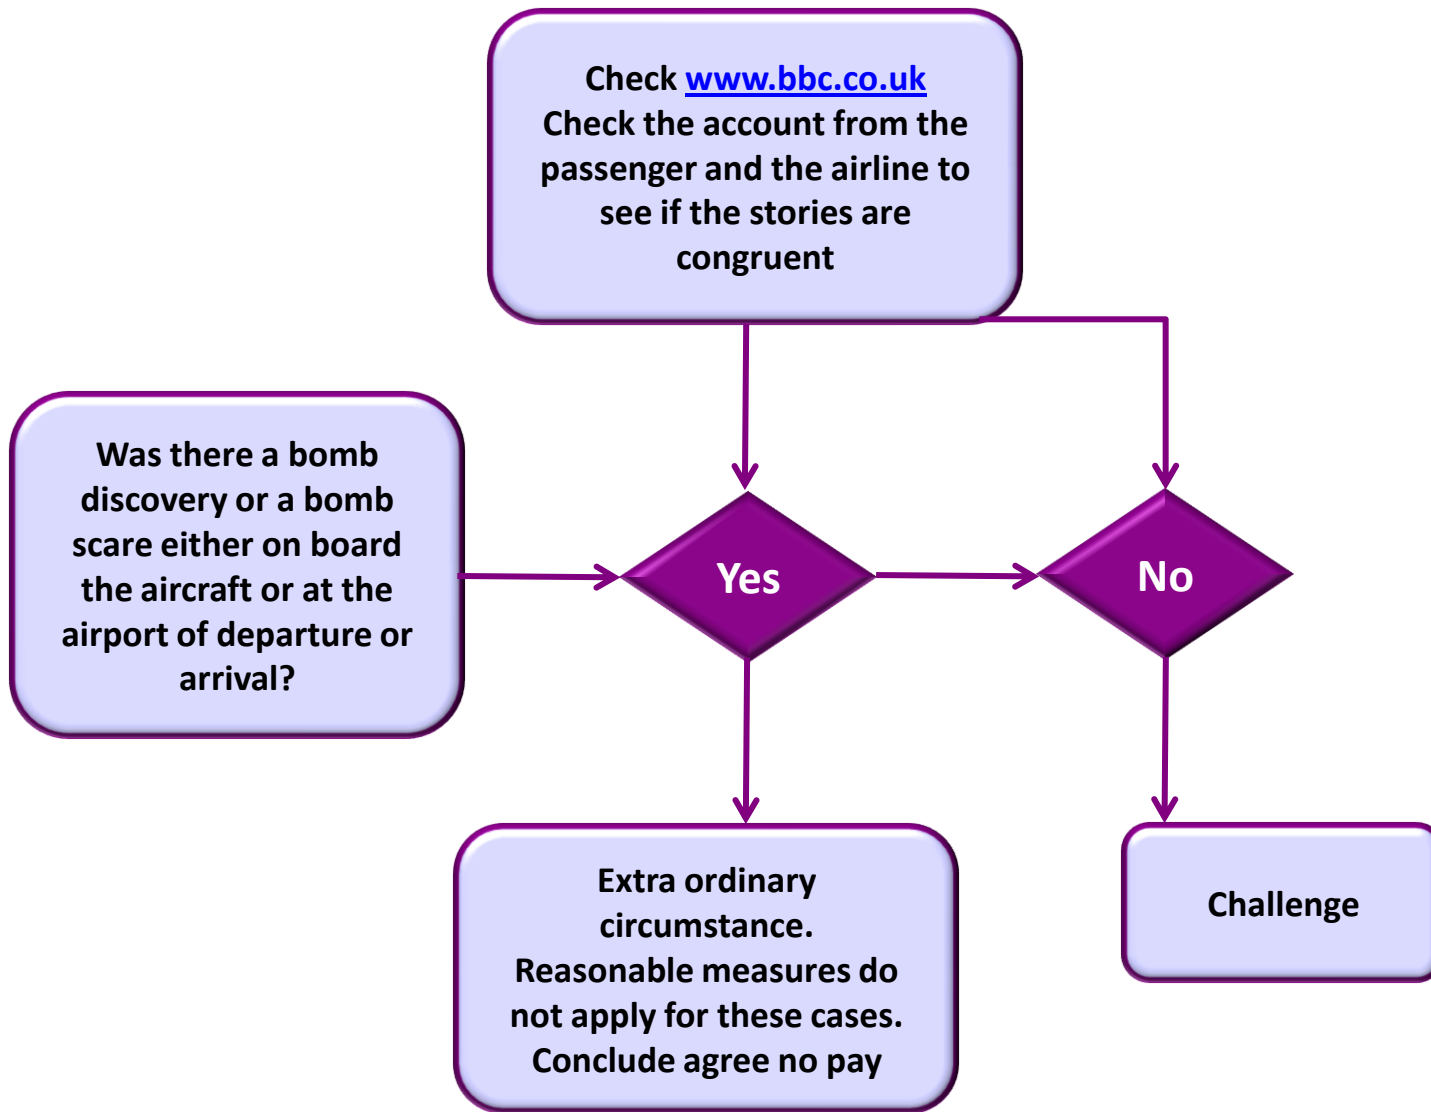 Check www.bbc.co.uk
Check the account from the
passenger and the airline to
see if the stories are
congruent
Was there a bomb
discovery or a bomb
scare either on board
the aircraft or at the
airport of departure or
arrival?
Yes
No
Extra ordinary
circumstance.
Reasonable measures do
not apply for these cases.
Conclude agree no pay
Challenge